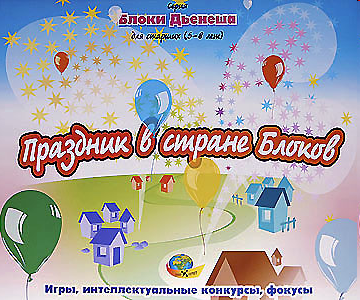 Серия
Блоки Дьенеша
для старших (5-8 лет)
Праздник в стране Блоков
Игры, интеллектуальные конкурсы, фокусы